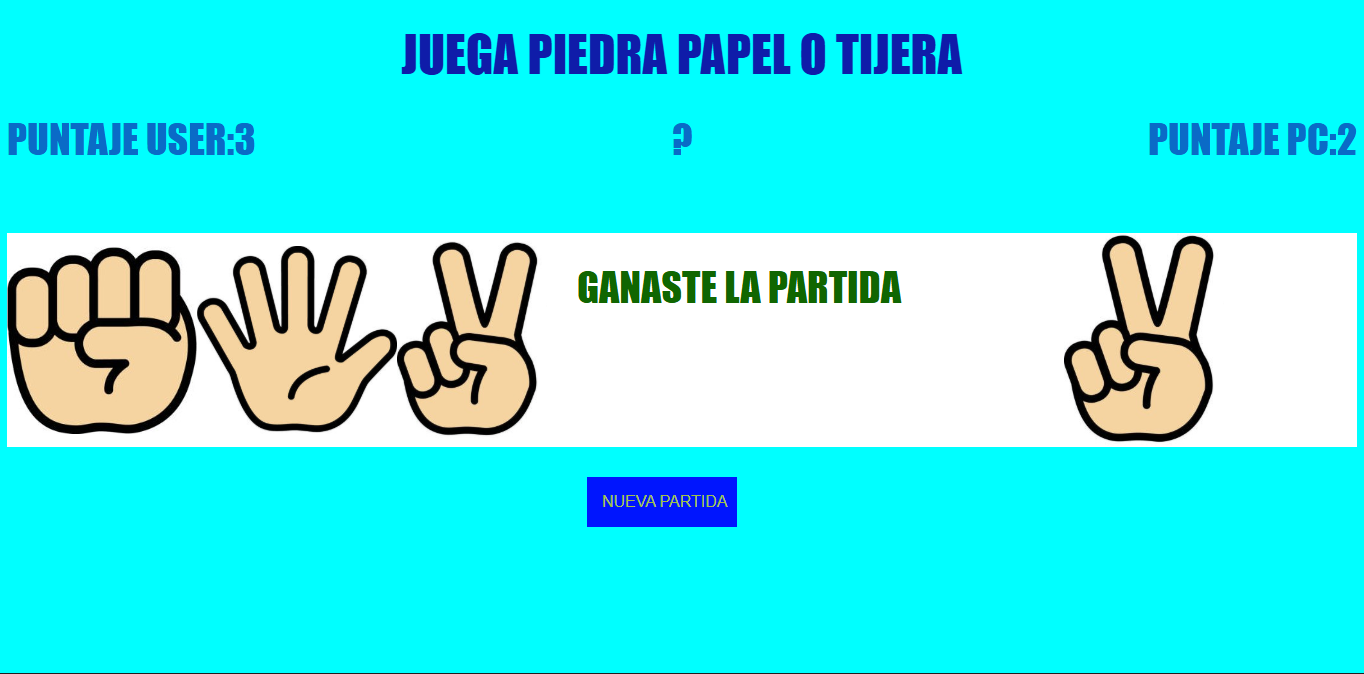 JUEGA PIEDRA PAPEL O TIJERA
PUNTAJE USER:3
?
PUNTAJE PC:2
GANASTE LA PARTIDA
NUEVA PARTIDA